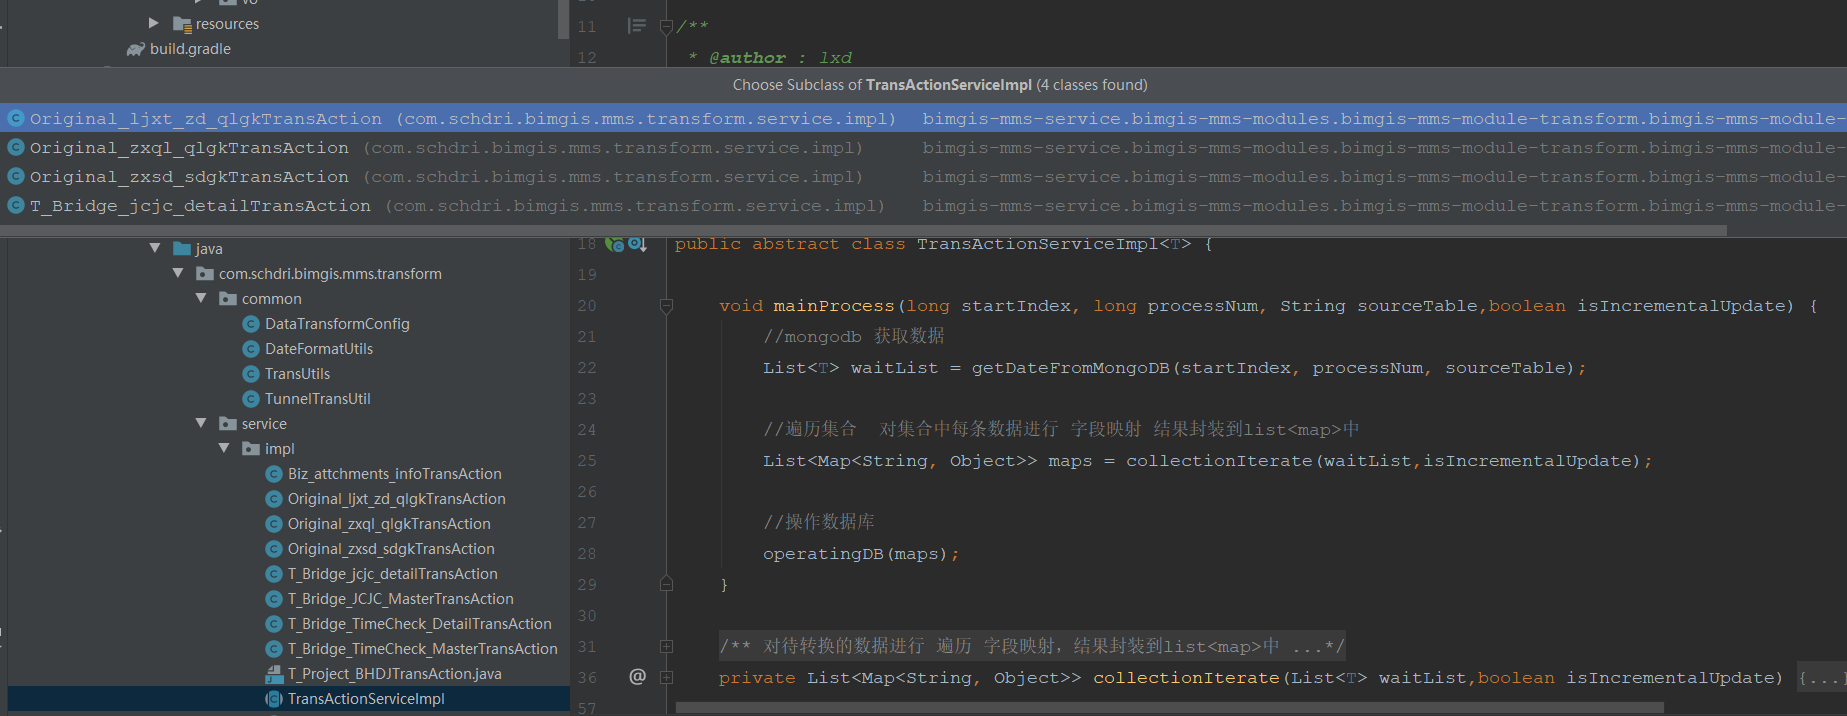 vo
resources
build.gradle
11 /**
12 * @author : lxd
Choose Subclass of TransActionServiceImpl (4 classes found)
Original_ljxt_zd_qlgkTransAction (com.schdri.bimgis.mms.transform.service.impl) bimgis-mms-service.bimgis-mms-modules.bimgis-mms-module-transform.bimgis-mms-module-
Original_zxql_qlgkTransAction (com.schdri.bimgis.mms.transform.service.impl) bimgis-mms-service.bimgis-mms-modules.bimgis-mms-module-transform.bimgis-mms-module-
Original_zxsd_sdgkTransAction (com.schdri.bimgis.mms.transform.service.impl) bimgis-mms-service.bimgis-mms-modules.bimgis-mms-module-transform.bimgis-mms-module-
T_Bridge_jcjc_detailTransAction (com.schdri.bimgis.mms.transform.service.impl) bimgis-mms-service.bimgis-mms-modules.bimgis-mms-module-transform.bimgis-mms-module-
java
com.schdri.bimgis.mms.transform
common
DataTransformConfig
DateFormatUtils
TransUtils
TunnelTransUtil
service
impl
Biz_attchments_infoTransAction
Original_ljxt_zd_qlgkTransAction
Original_zxql_qlgkTransAction
Original_zxsd_sdgkTransAction
T_Bridge_jcjc_detailTransAction
T_Bridge_JCJC_MasterTransAction
T_Bridge_TimeCheck_DetailTransAction
T_Bridge_TimeCheck_MasterTransAction
T_Project_BHDJTransAction.java
TransActionServiceImpl
18 public abstract class TransActionServiceImpl<T> {
19
20 void mainProcess(long startIndex, long processNum, String sourceTable,boolean isIncrementalUpdate) {
21 //mongodb 获取数据
22 List<T> waitList = getDateFromMongoDB(startIndex, processNum, sourceTable);
23
24 //遍历集合 对集合中每条数据进行 字段映射 结果封装到list<map>中
25 List<Map<String, Object>> maps = collectionIterate(waitList,isIncrementalUpdate);
26
27 //操作数据库
28 operatingDB(maps);
29 }
30
31 /** 对待转换的数据进行 遍历 字段映射，结果封装到list<map>中 ...*/
36 @ private List<Map<String, Object>> collectionIterate(List<T> waitList,boolean isIncrementalUpdate) {...}
57